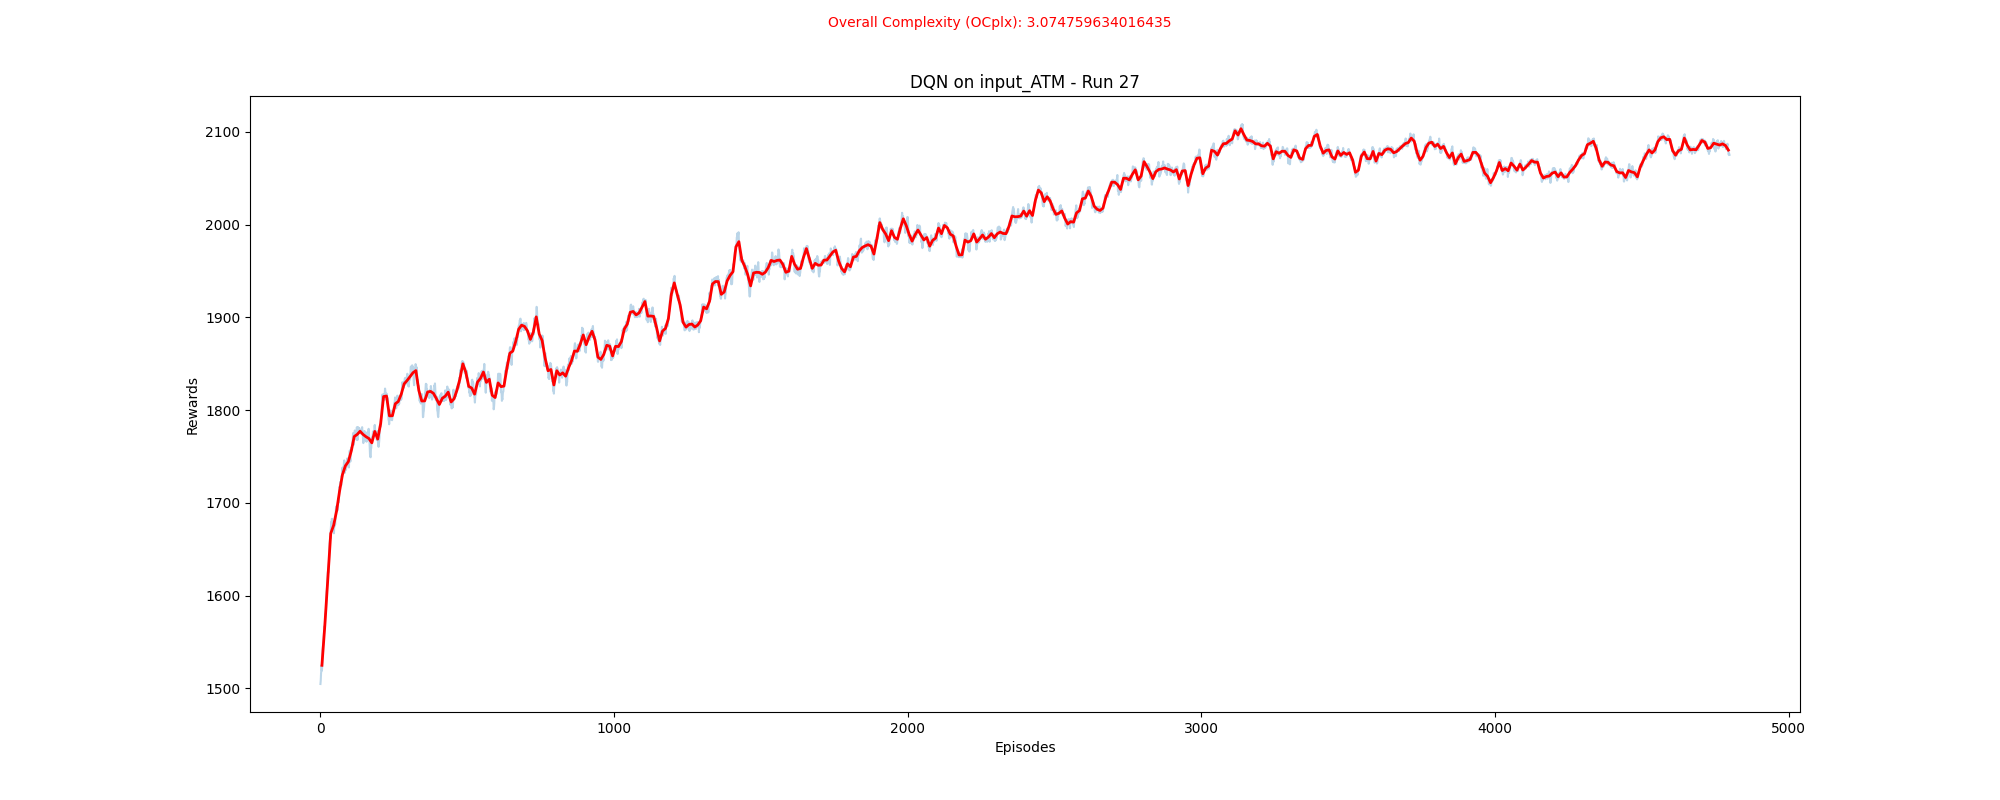 Overall Complexity (OCplx): 3.074759634016435
DQN on input_ATM - Run 27
2100
2000
1900
1800
1700
1600
1500
Rewards
0 1000 2000 3000 4000 5000
Episodes